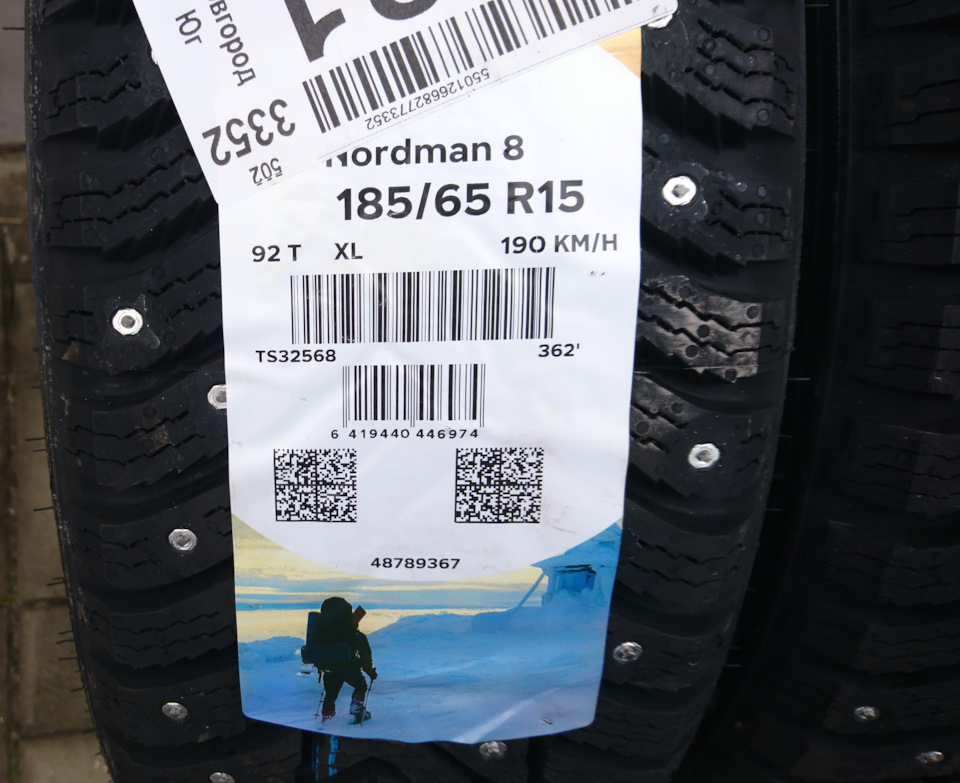 Юг
3352
502
5501266827733352
Nordman 8
185/65 R15
92 T XL 190 KM/H
TS32568 362'
6 419440 446974
48789367